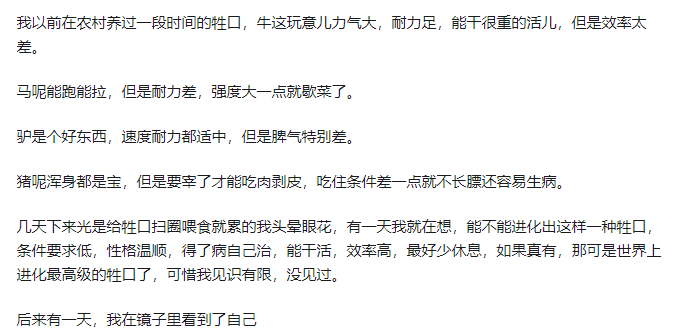 我以前在农村养过一段时间的牲口，牛这玩意儿力气大，耐力足，能干很重的活儿，但是效率太
差。
马呢能跑能拉，但是耐力差，强度大一点就歇菜了。
驴是个好东西，速度耐力都适中，但是脾气特别差。
猪呢浑身都是宝，但是要宰了才能吃肉剥皮，吃住条件差一点就不长膘还容易生病。
几天下来光是给牲口扫圈喂食就累的我头晕眼花，有一天我就在想，能不能进化出这样一种牲口，
条件要求低，性格温顺，得了病自己治，能干活，效率高，最好少休息，如果真有，那可是世界上
进化最高级的牲口了，可惜我见识有限，没见过。
后来有一天，我在镜子里看到了自己